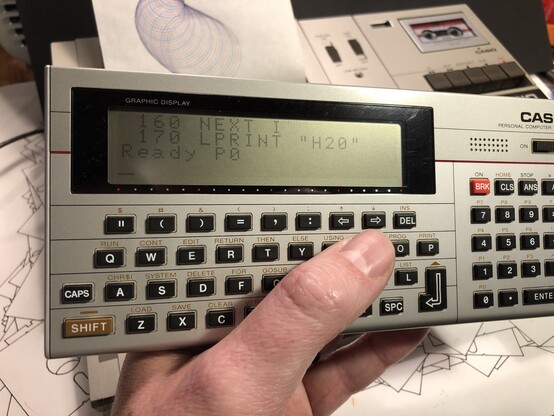 GRAPHIC DISPLAY
160 NEXT I
170 LPRINT "H20"
Ready P0
_
CASIO
CAS
PERSONAL COMPUTER
ON
" & ) = ' : ↑ ↓ INS
" ( ) = , : ⇦ ⇨ DEL
RUN CONT EDIT RETURN THEN ELSE USING PROG PRINT
Q W E R T Y O P
CHR$( SYSTEM DELETE FOR GOSUB LIST
CAPS A S D F L
LOAD SAVE CLEAR
SHIFT Z X C SPC
ON HOME STOP
BRK CLS ANS
7 8 9
4 5 6
1 2 3
0 . ENTE